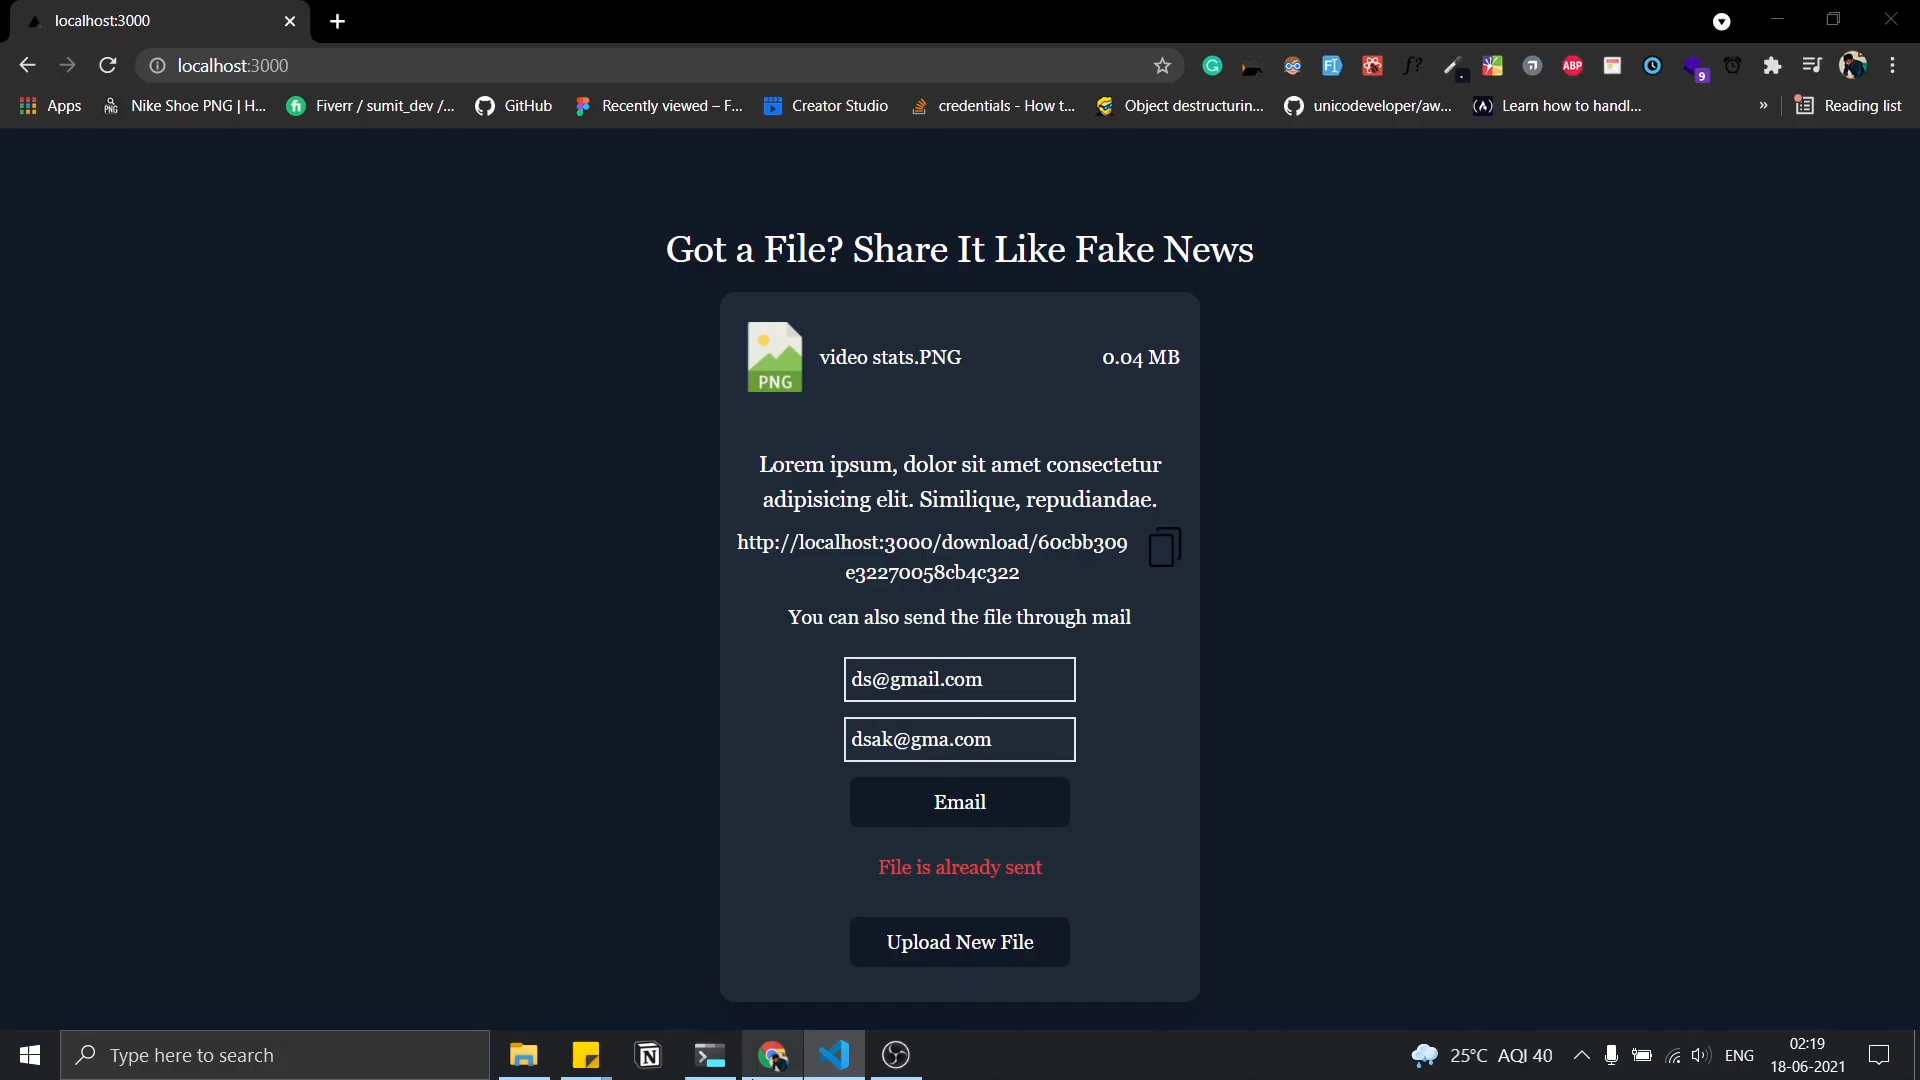 localhost:3000
localhost:3000
Apps
Nike Shoe PNG | H...
Fiverr / sumit_dev /...
GitHub
Recently viewed – F...
Creator Studio
credentials - How t...
Object destructurin...
unicodeveloper/aw...
Learn how to handl...
»
Reading list
ABP
9
Got a File? Share It Like Fake News
PNG
video stats.PNG
0.04 MB
Lorem ipsum, dolor sit amet consectetur
adipisicing elit. Similique, repudiandae.
http://localhost:3000/download/60cbb309
e32270058cb4c322
You can also send the file through mail
ds@gmail.com
dsak@gma.com
Email
File is already sent
Upload New File
Type here to search
25°C AQI 40
ENG
02:19
18-06-2021